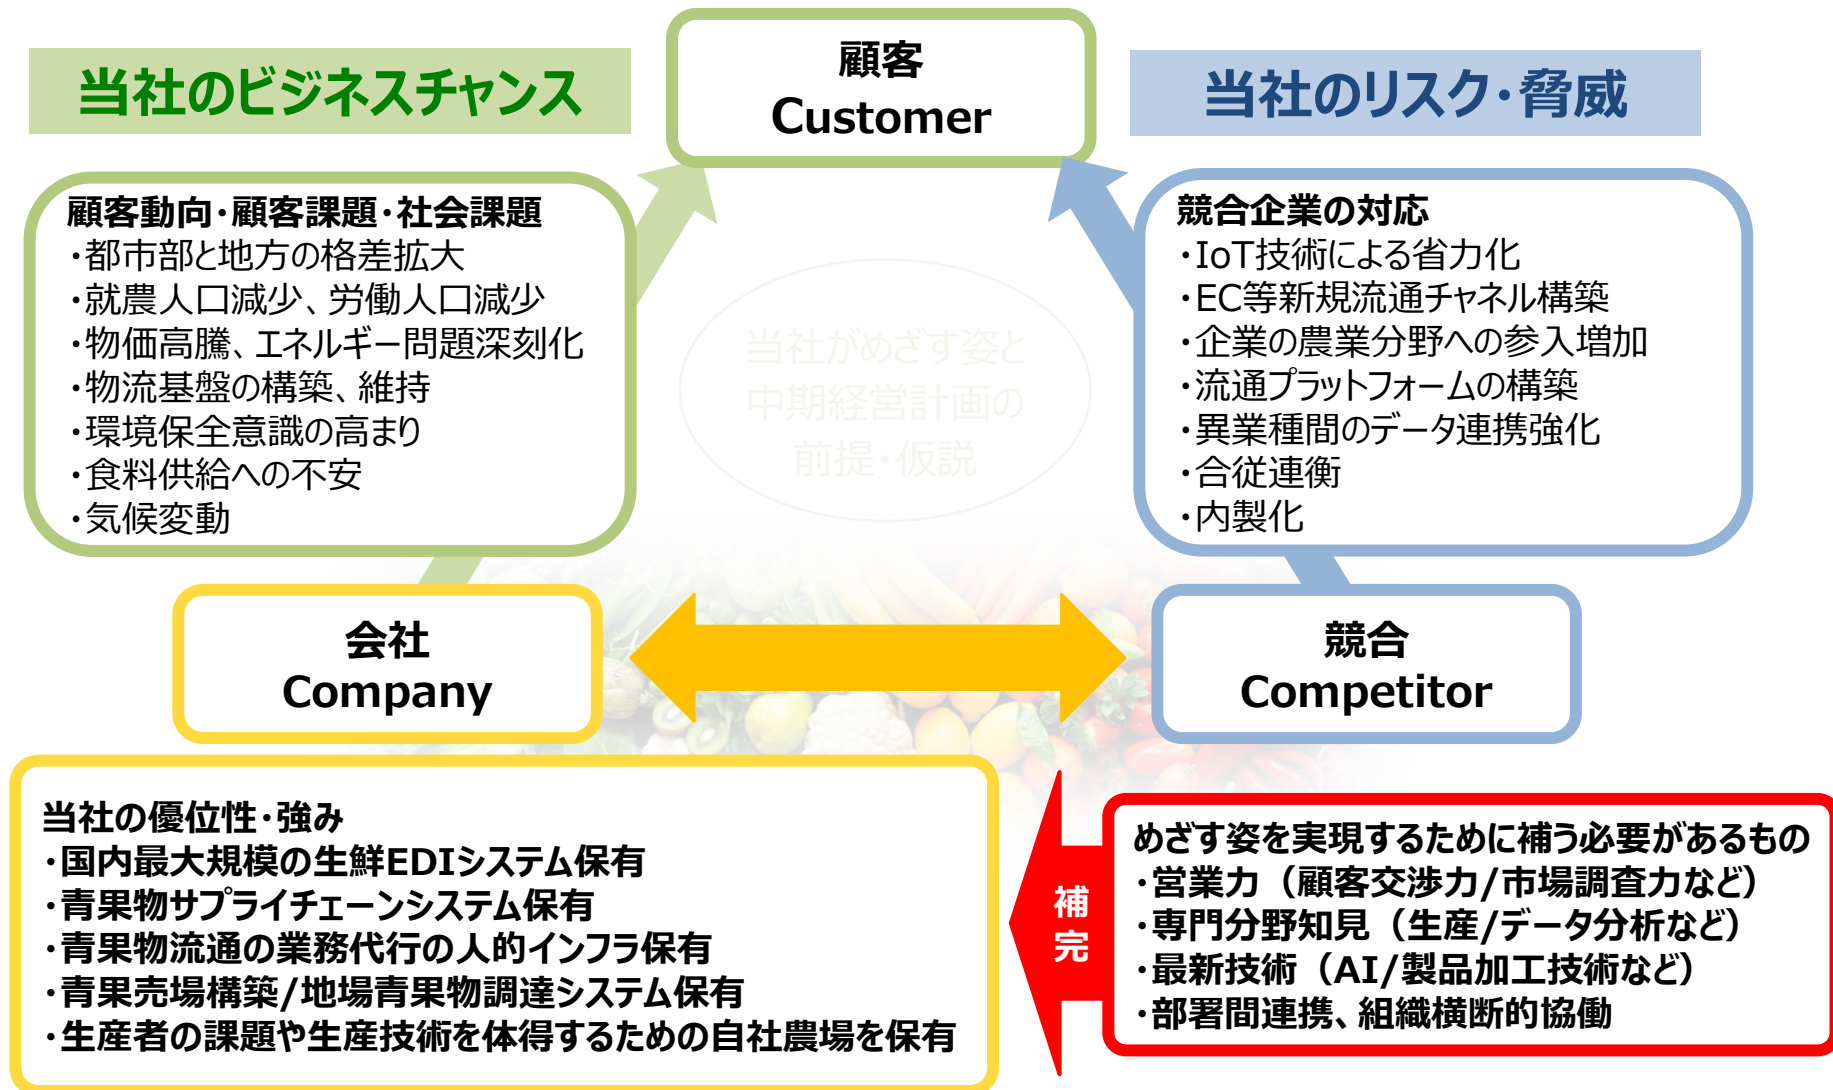 顧客
Customer
当社のビジネスチャンス
当社のリスク・脅威
顧客動向・顧客課題・社会課題
・都市部と地方の格差拡大
・就農人口減少、労働人口減少
・物価高騰、エネルギー問題深刻化
・物流基盤の構築、維持
・環境保全意識の高まり
・食料供給への不安
・気候変動
当社がめざす姿と
中期経営計画の
前提・仮説
競合企業の対応
・IoT技術による省力化
・EC等新規流通チャネル構築
・企業の農業分野への参入増加
・流通プラットフォームの構築
・異業種間のデータ連携強化
・合従連衡
・内製化
会社
Company
競合
Competitor
当社の優位性・強み
・国内最大規模の生鮮EDIシステム保有
・青果物サプライチェーンシステム保有
・青果物流通の業務代行の人的インフラ保有
・青果売場構築/地場青果物調達システム保有
・生産者の課題や生産技術を体得するための自社農場を保有
補
完
めざす姿を実現するために補う必要があるもの
・営業力（顧客交渉力/市場調査力など）
・専門分野知見（生産/データ分析など）
・最新技術（AI/製品加工技術など）
・部署間連携、組織横断的協働